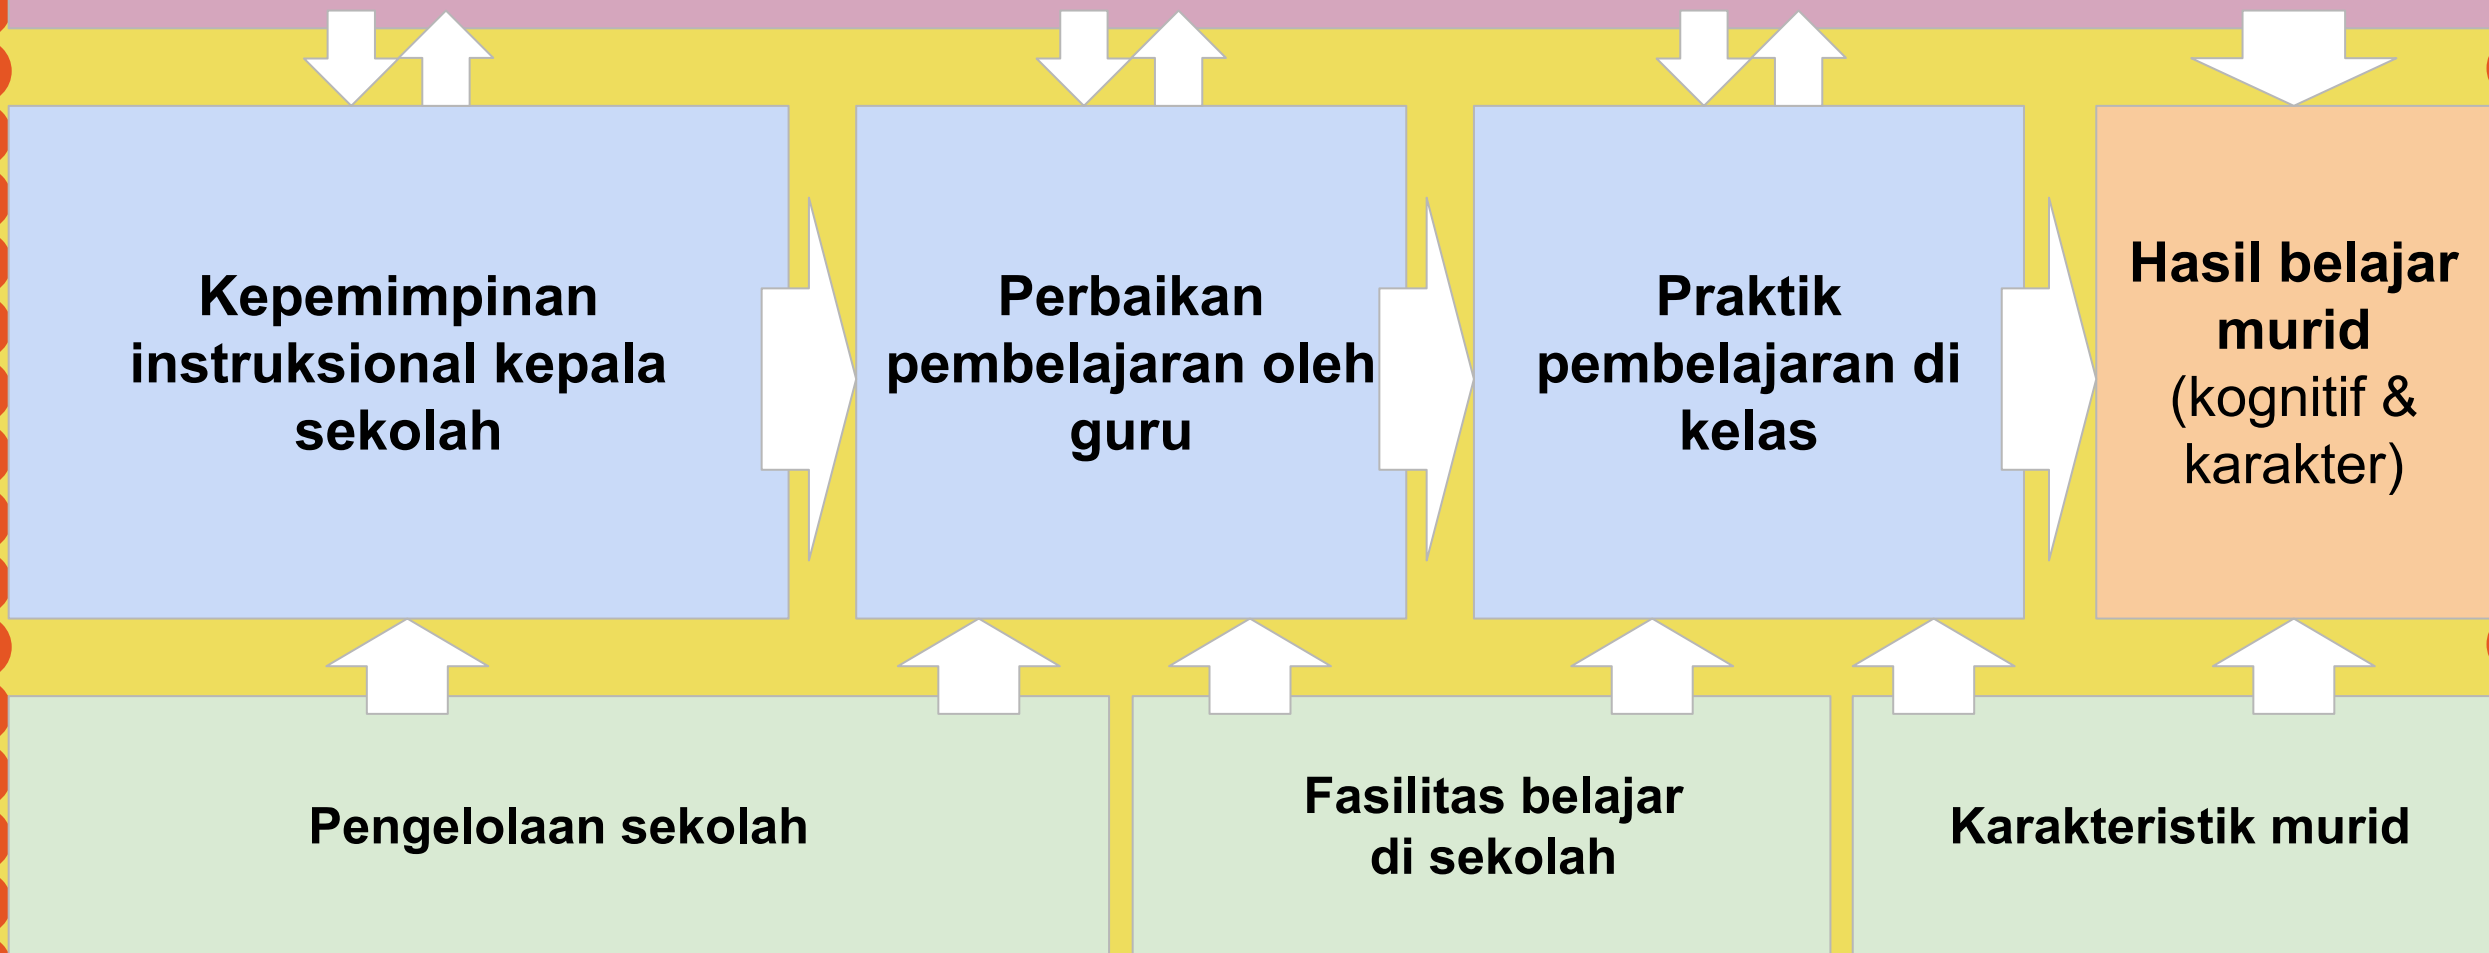 Kepemimpinan
instruksional kepala
sekolah
Perbaikan
pembelajaran oleh
guru
Praktik
pembelajaran di
kelas
Hasil belajar
murid
(kognitif &
karakter)
Pengelolaan sekolah
Fasilitas belajar
di sekolah
Karakteristik murid